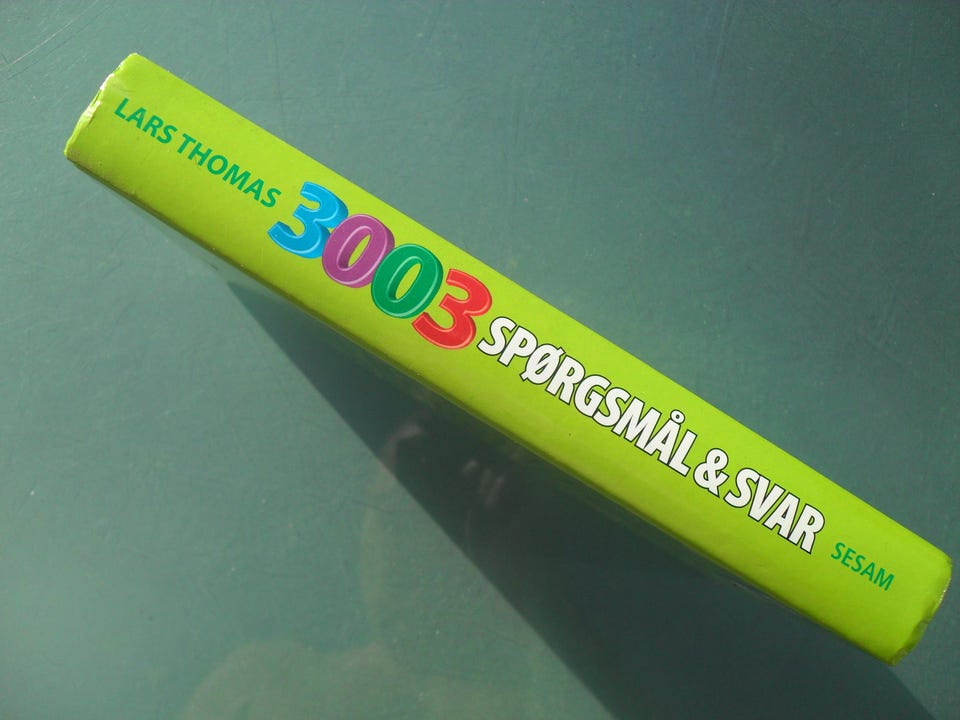 LARS THOMAS 3003 SPØRGSMÅL & SVAR SESAM